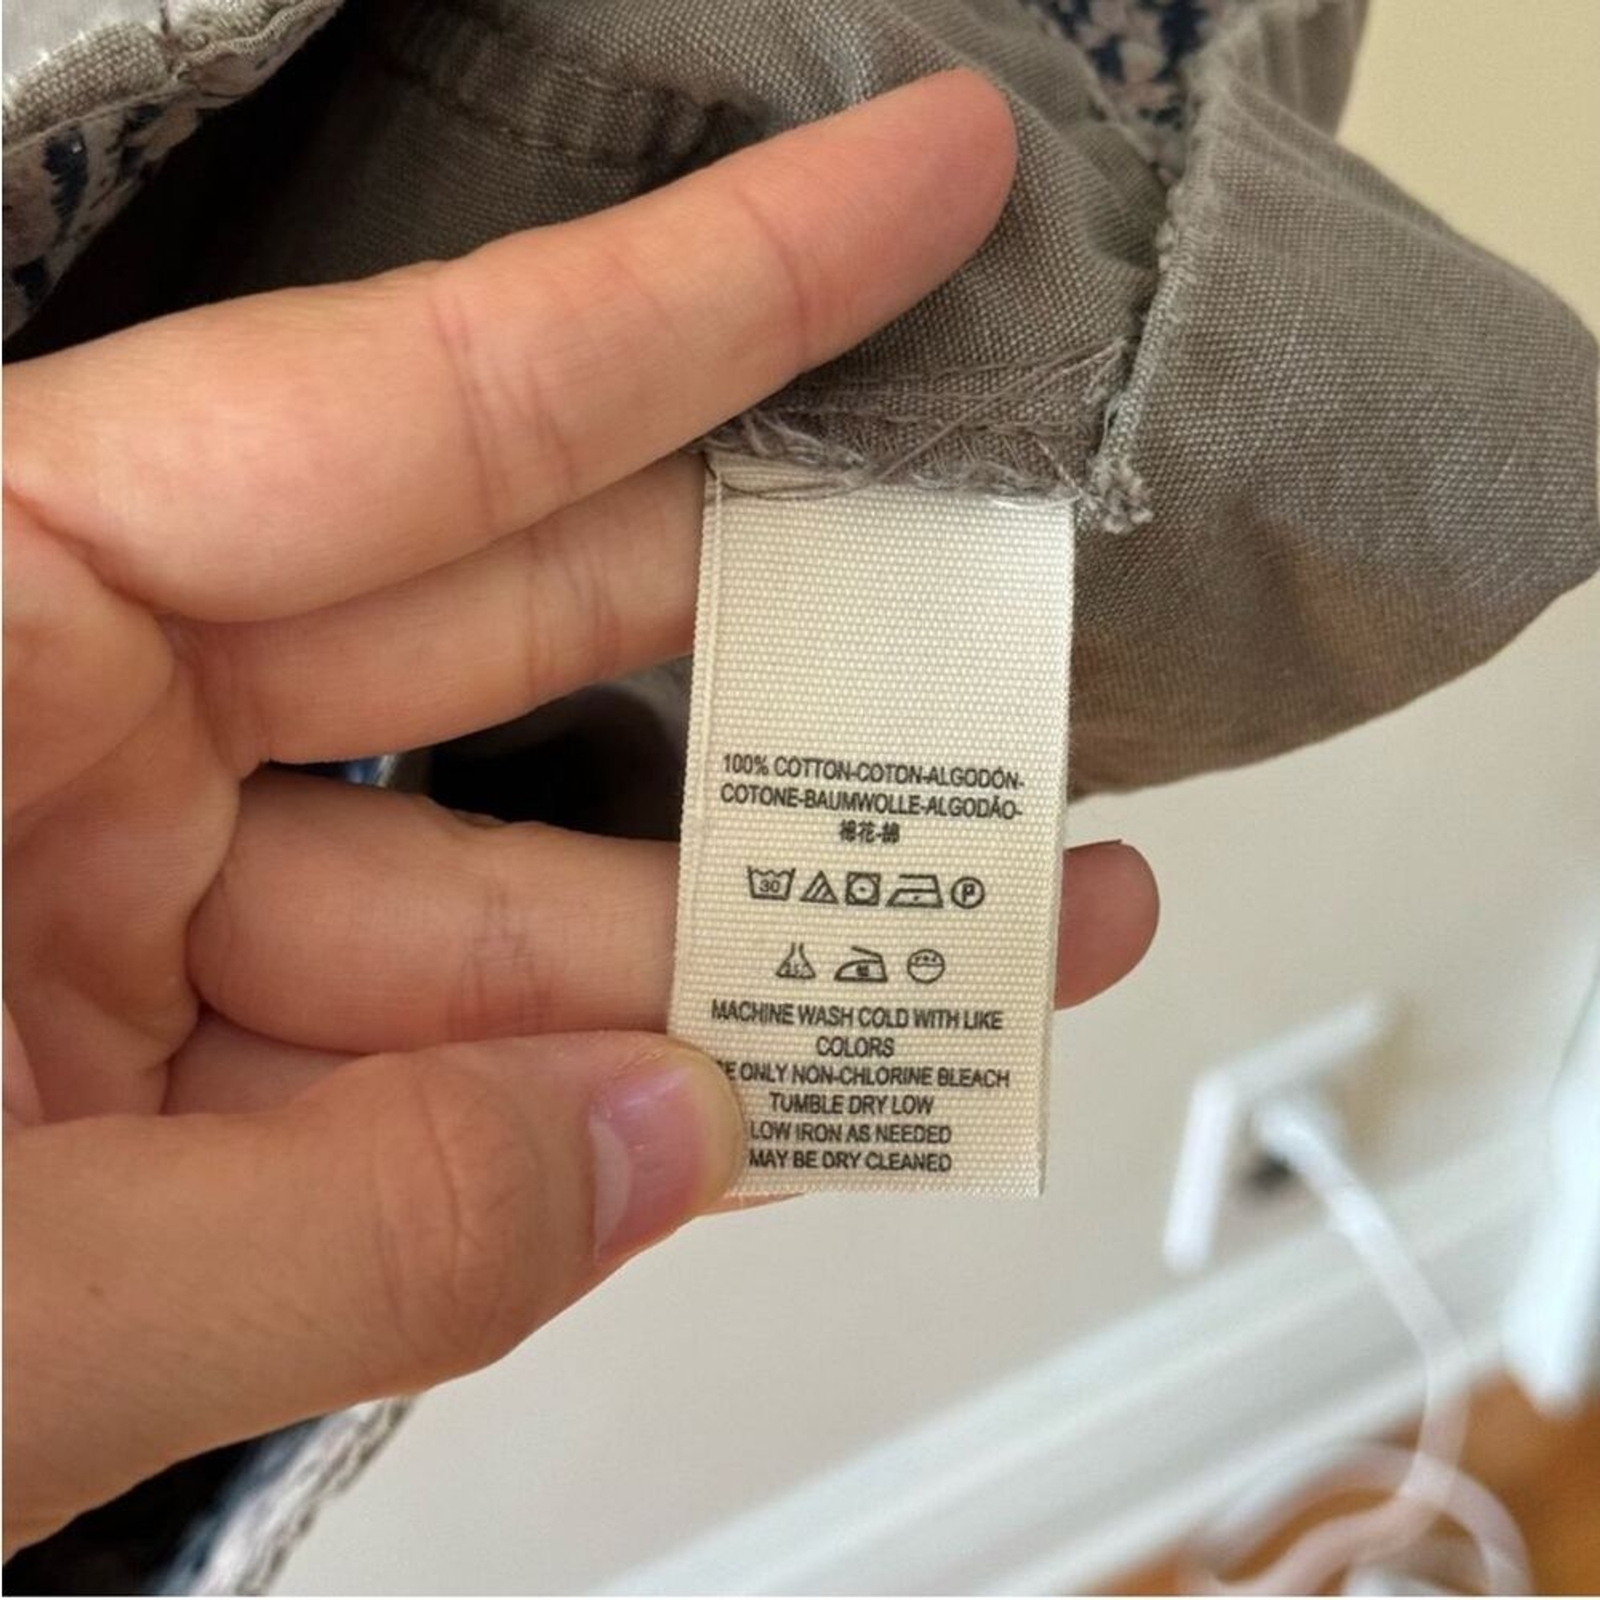 100% COTTON-COTON-ALGODÓN-
COTONE-BAUMWOLLE-ALGODÃO-
棉花-綿
30
P
MACHINE WASH COLD WITH LIKE
COLORS
ONLY NON-CHLORINE BLEACH
TUMBLE DRY LOW
LOW IRON AS NEEDED
MAY BE DRY CLEANED